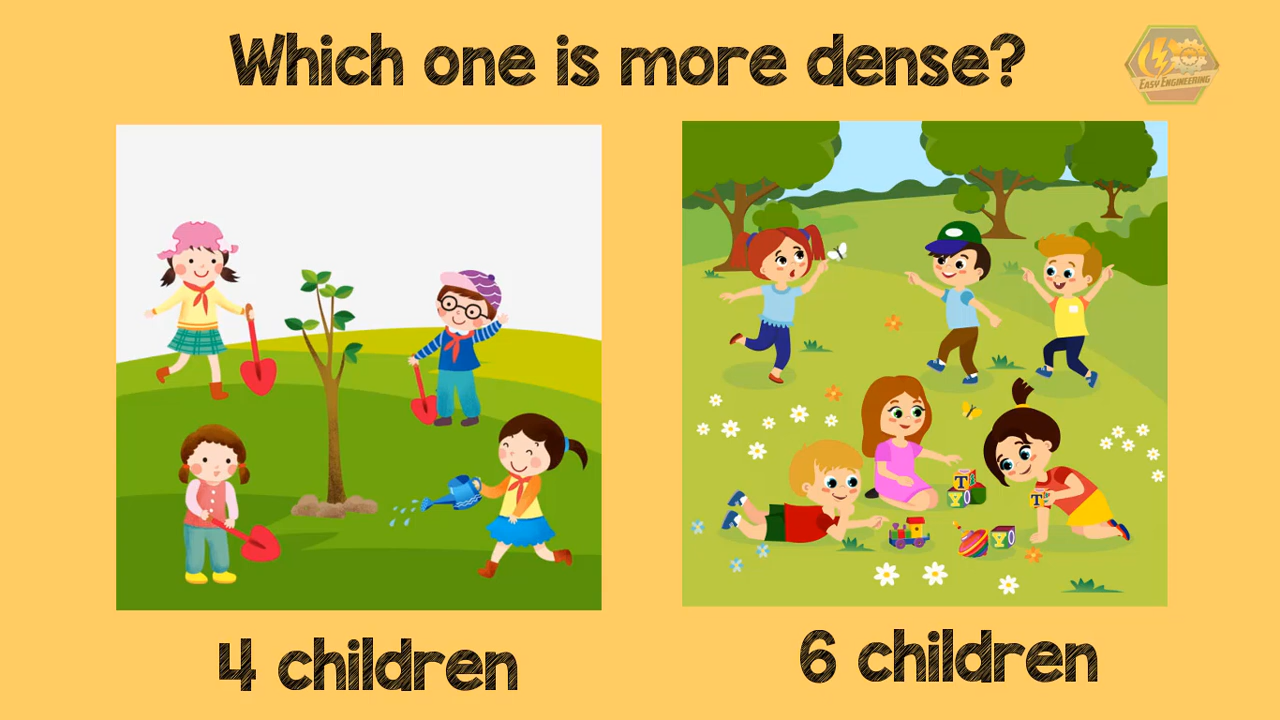 Which one is more dense?
EASY ENGINEERING
T
T
4 children
6 children